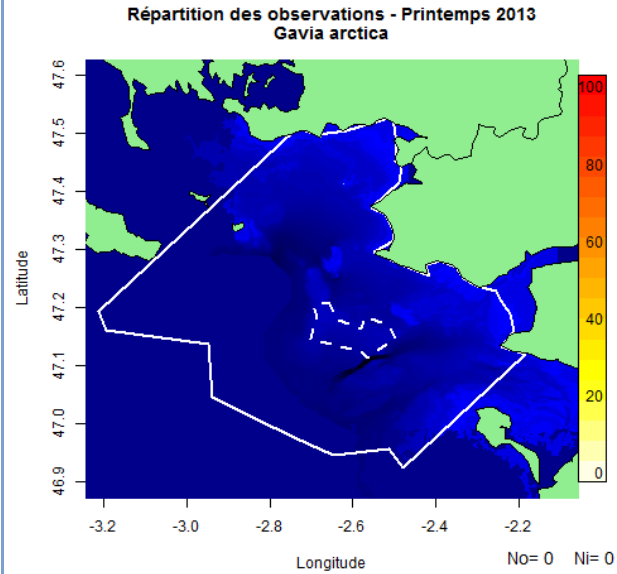 Répartition des observations - Printemps 2013
Gavia arctica
47.6
47.5
47.4
47.3
47.2
47.1
47.0
46.9
Latitude
-3.2 -3.0 -2.8 -2.6 -2.4 -2.2
Longitude
100
80
60
40
20
0
No= 0 Ni= 0